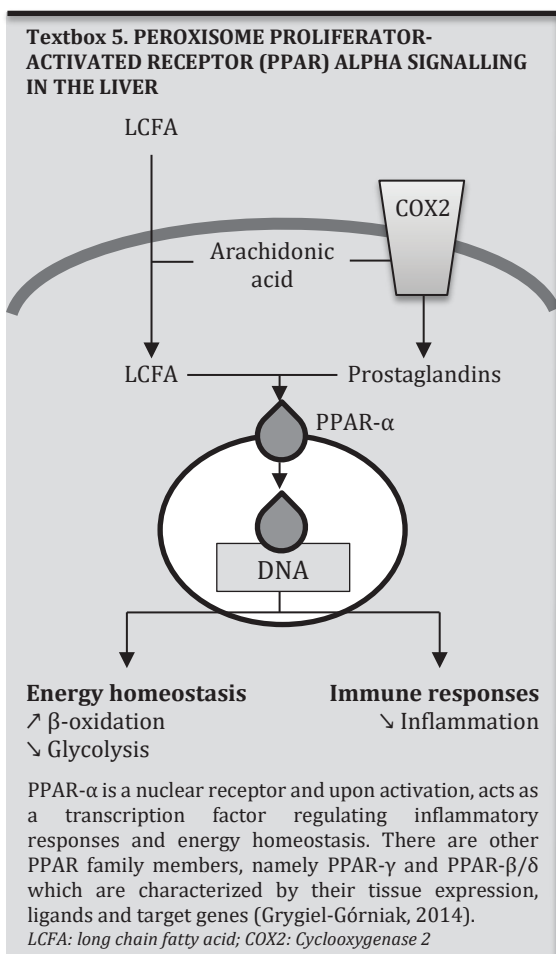 Textbox 5. PEROXISOME PROLIFERATOR-
ACTIVATED RECEPTOR (PPAR) ALPHA SIGNALLING
IN THE LIVER
LCFA
COX2
Arachidonic
acid
LCFA
Prostaglandins
PPAR-α
DNA
Energy homeostasis
↗ β-oxidation
↘ Glycolysis
Immune responses
↘ Inflammation
PPAR-α is a nuclear receptor and upon activation, acts as
a transcription factor regulating inflammatory
responses and energy homeostasis. There are other
PPAR family members, namely PPAR-γ and PPAR-β/δ
which are characterized by their tissue expression,
ligands and target genes (Grygiel-Górniak, 2014).
LCFA: long chain fatty acid; COX2: Cyclooxygenase 2